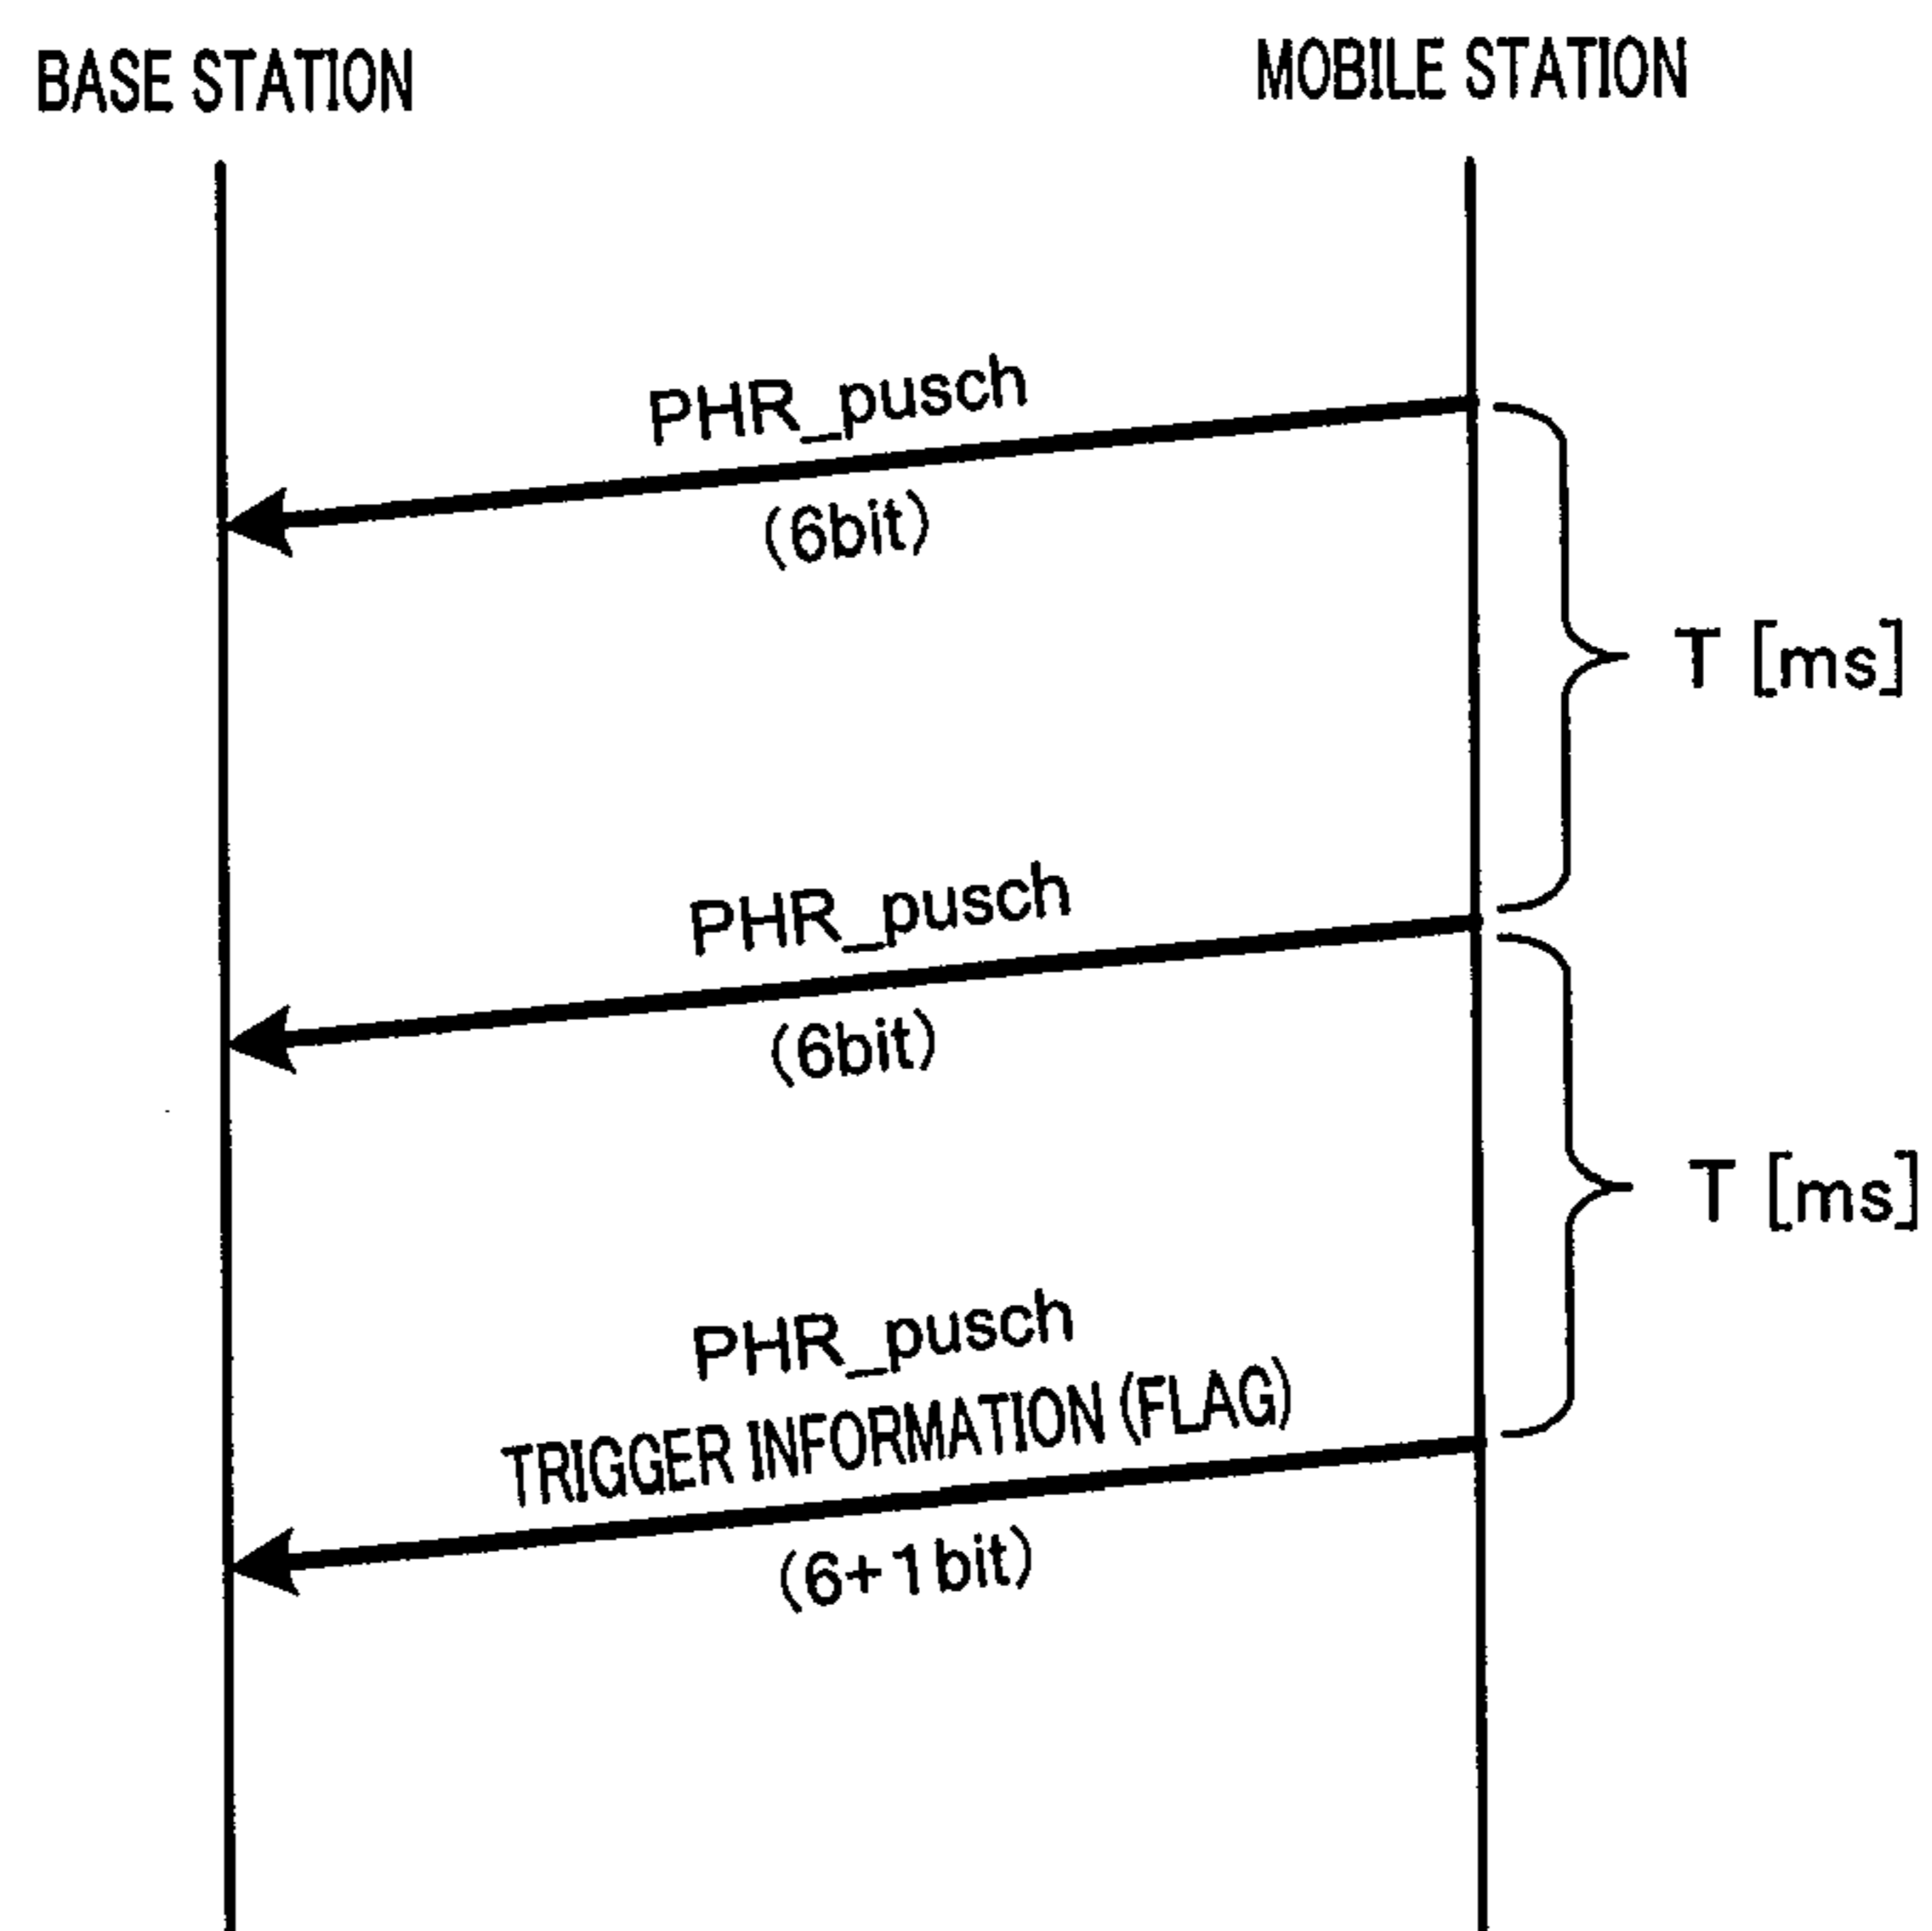 BASE STATION
MOBILE STATION
PHR_pusch
(6bit)
T [ms]
PHR_pusch
(6bit)
T [ms]
PHR_pusch
TRIGGER INFORMATION (FLAG)
(6+1bit)